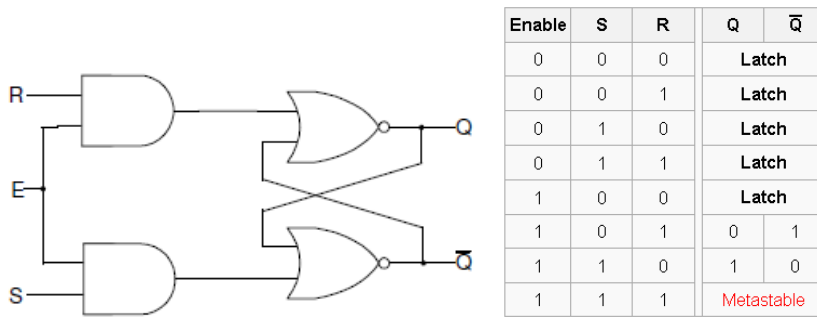 R
E
S
Q
Q̅
Enable S R Q Q̅
0 0 0 Latch
0 0 1 Latch
0 1 0 Latch
0 1 1 Latch
1 0 0 Latch
1 0 1 0 1
1 1 0 1 0
1 1 1 Metastable